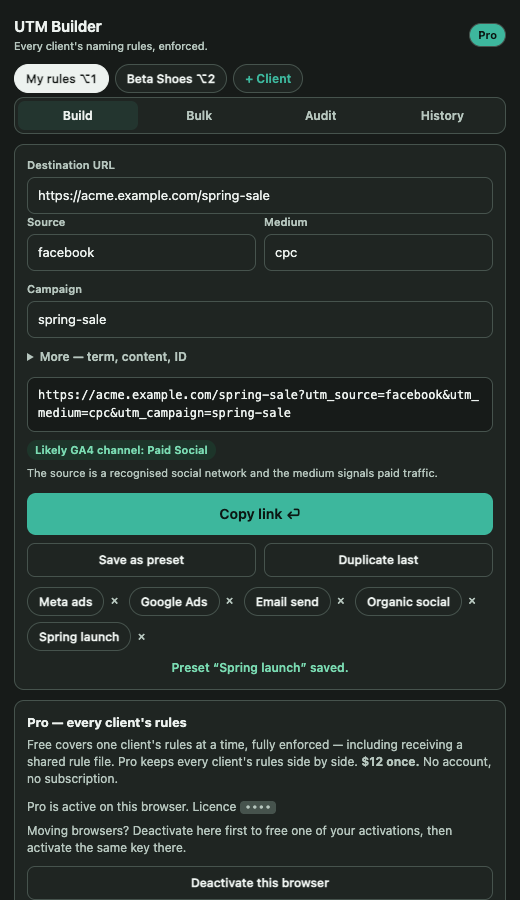 UTM Builder
Every client's naming rules, enforced.
Pro
My rules ⌥1
Beta Shoes ⌥2
+ Client
Build
Bulk
Audit
History
Destination URL
https://acme.example.com/spring-sale
Source
Medium
facebook
cpc
Campaign
spring-sale
▶ More — term, content, ID
https://acme.example.com/spring-sale?utm_source=facebook&utm_
medium=cpc&utm_campaign=spring-sale
Likely GA4 channel: Paid Social
The source is a recognised social network and the medium signals paid traffic.
Copy link ⏎
Save as preset
Duplicate last
Meta ads ×
Google Ads ×
Email send ×
Organic social ×
Spring launch ×
Preset “Spring launch” saved.
Pro — every client's rules
Free covers one client's rules at a time, fully enforced — including receiving a
shared rule file. Pro keeps every client's rules side by side. $12 once. No account,
no subscription.
Pro is active on this browser. Licence ••••
Moving browsers? Deactivate here first to free one of your activations, then
activate the same key there.
Deactivate this browser